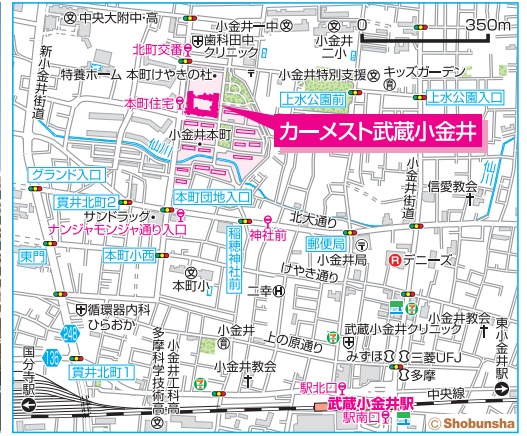 中央大附中・高
小金井一中
0 350m
北町交番
歯科田中
クリニック
小金井
二小
新小金井街道
特養ホーム 本町けやきの杜
小金井特別支援
キッズガーデン
本町住宅
上水公園前
上水公園入口
カーメスト武蔵小金井
小金井本町
仙川
仙川
グランド入口
小金井街道
信愛教会
貫井北町2
本町団地入口
サンドラッグ
ナンジャモンジャ通り入口
北大通り
神社前
東門
本町小西
稲穂神社前
郵便局
小金井局
けやき通り
デニーズ
本町小
二幸
循環器内科
ひらおか
248
136
小金井
上の原通り
武蔵小金井クリニック
小金井教会
みずほ
三菱UFJ
多摩
貫井北町1
多摩科学技術高
小金井工科高
小金井教会
東小金井駅
国分寺駅
駅北口
中央線
武蔵小金井駅
駅南口
© Shobunsha